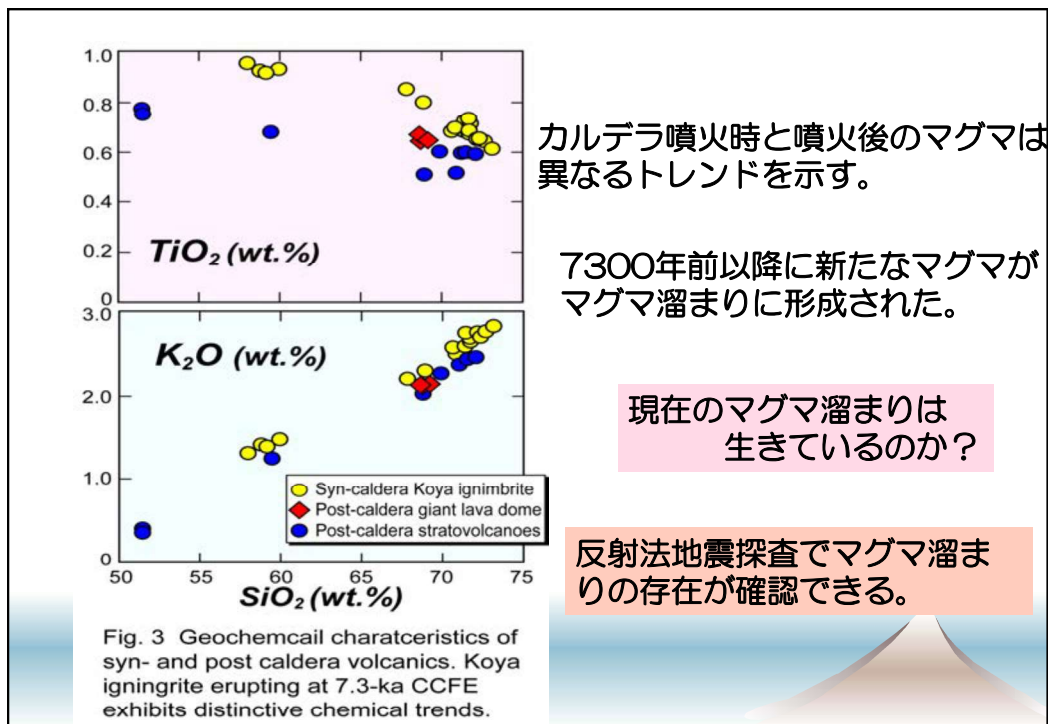 1.0
0.8
0.6
0.4
0.2
0
TiO₂ (wt.%)
3.0
2.0
1.0
0
K₂O (wt.%)
Syn-caldera Koya ignimbrite
Post-caldera giant lava dome
Post-caldera stratovolcanoes
50 55 60 65 70 75
SiO₂ (wt.%)
Fig. 3 Geochemcail charatceristics of
syn- and post caldera volcanics. Koya
igningrite erupting at 7.3-ka CCFE
exhibits distinctive chemical trends.
カルデラ噴火時と噴火後のマグマは
異なるトレンドを示す。
7300年前以降に新たなマグマが
マグマ溜まりに形成された。
現在のマグマ溜まりは
生きているのか？
反射法地震探査でマグマ溜ま
りの存在が確認できる。